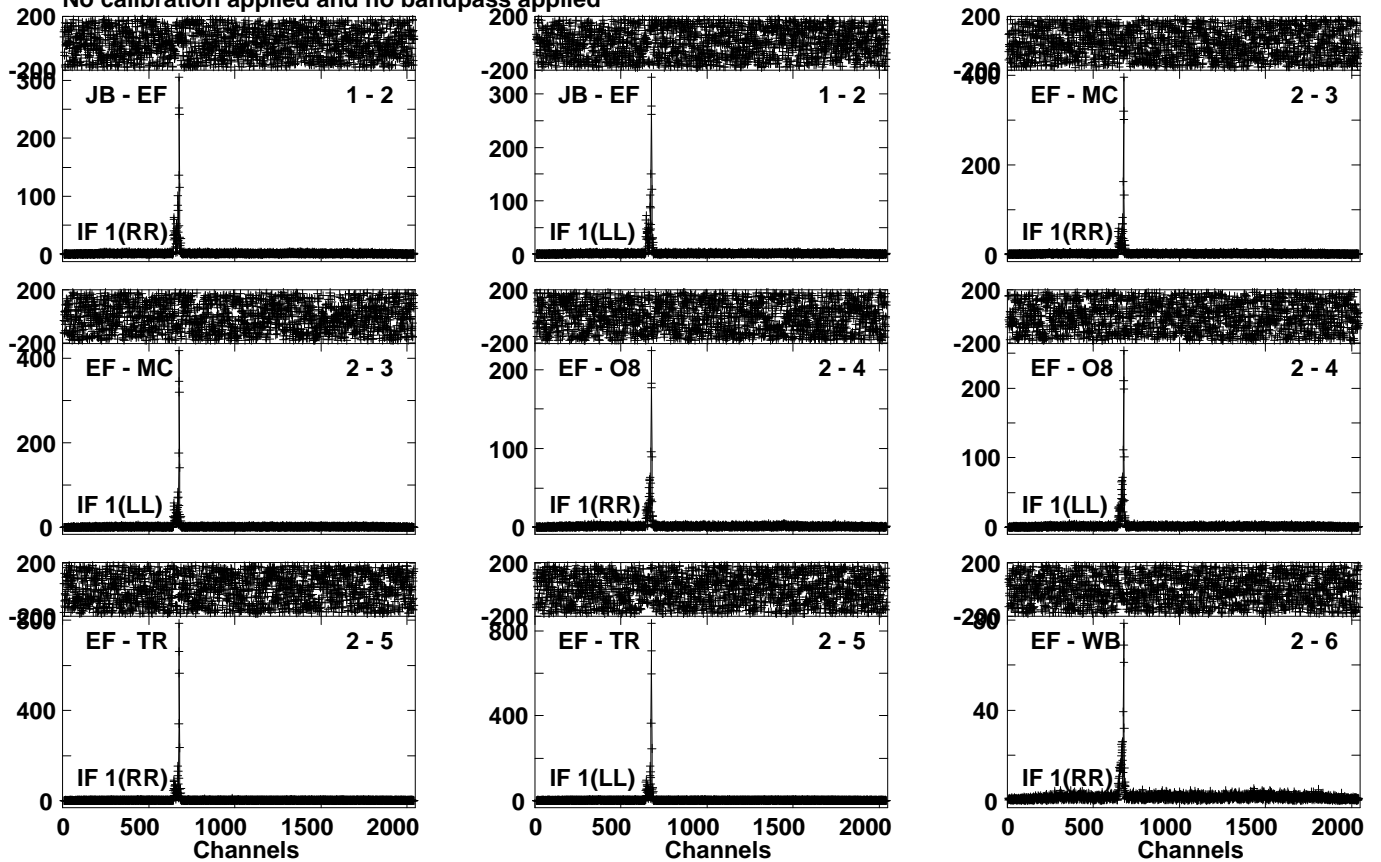 No calibration applied and no bandpass applied
200 200 200
-200 -200 -200
300 300 400
JB - EF 1 - 2 JB - EF 1 - 2 EF - MC 2 - 3
200 200 200
100 100
IF 1(RR) IF 1(LL) IF 1(RR)
0 0 0
200 200 200
-200 -200 -200
400 200 200
EF - MC 2 - 3 EF - O8 2 - 4 EF - O8 2 - 4
200 100 100
IF 1(LL) IF 1(RR) IF 1(LL)
0 0 0
200 200 200
-200 -200 -200
800 800 80
EF - TR 2 - 5 EF - TR 2 - 5 EF - WB 2 - 6
400 400 40
IF 1(RR) IF 1(LL) IF 1(RR)
0 0 0
0 500 1000 1500 2000 0 500 1000 1500 2000 0 500 1000 1500 2000
Channels Channels Channels